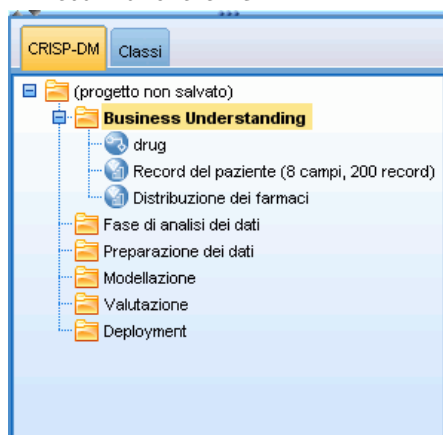 CRISP-DM Classi
(progetto non salvato)
Business Understanding
drug
Record del paziente (8 campi, 200 record)
Distribuzione dei farmaci
Fase di analisi dei dati
Preparazione dei dati
Modellazione
Valutazione
Deployment